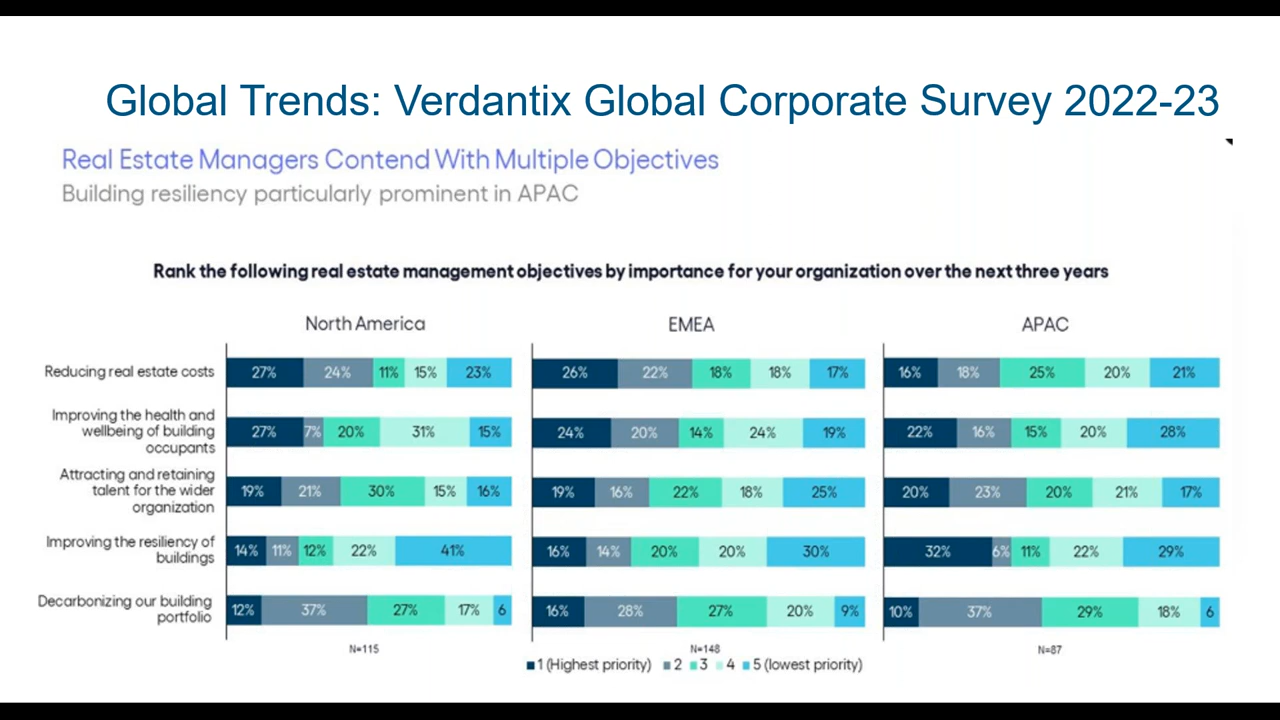 Global Trends: Verdantix Global Corporate Survey 2022-23
Real Estate Managers Contend With Multiple Objectives
Building resiliency particularly prominent in APAC
Rank the following real estate management objectives by importance for your organization over the next three years
North America EMEA APAC
Reducing real estate costs 27% 24% 11% 15% 23% 26% 22% 18% 18% 17% 16% 18% 25% 20% 21%
Improving the health and
wellbeing of building
occupants
27% 7% 20% 31% 15% 24% 20% 14% 24% 19% 22% 16% 15% 20% 28%
Attracting and retaining
talent for the wider
organization
19% 21% 30% 15% 16% 19% 16% 22% 18% 25% 20% 23% 20% 21% 17%
Improving the resiliency of
buildings
14% 11% 12% 22% 41% 16% 14% 20% 20% 30% 32% 6% 11% 22% 29%
Decarbonizing our building
portfolio
12% 37% 27% 17% 6 16% 28% 27% 20% 9% 10% 37% 29% 18% 6
N=115 N=148 N=87
1 (Highest priority) 2 3 4 5 (lowest priority)